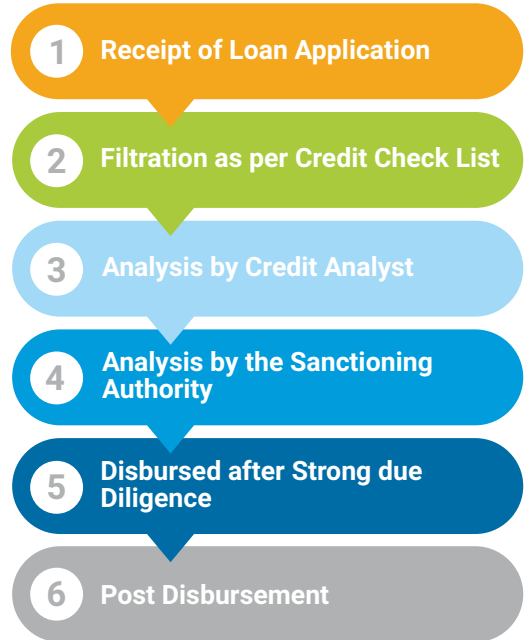 1 Receipt of Loan Application
2 Filtration as per Credit Check List
3 Analysis by Credit Analyst
4 Analysis by the Sanctioning
Authority
5 Disbursed after Strong due
Diligence
6 Post Disbursement